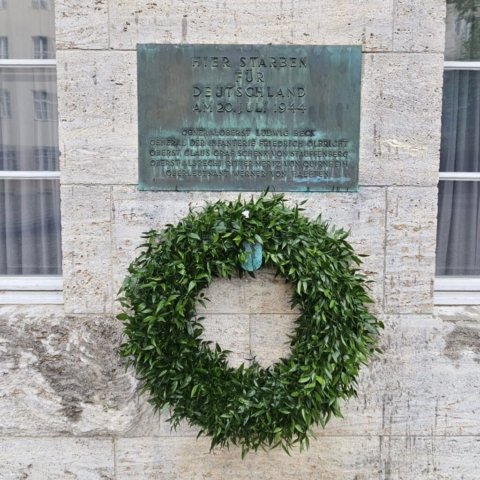 HIER STARBEN
FÜR
DEUTSCHLAND
AM 20. JULI 1944
GENERALOBERST LUDWIG BECK
GENERAL DER INFANTERIE FRIEDRICH OLBRICHT
OBERST CLAUS GRAF SCHENK VON STAUFFENBERG
OBERST ALBRECHT RITTER MERTZ VON QUIRNHEIM
OBERLEUTNANT WERNER VON HAEFTEN